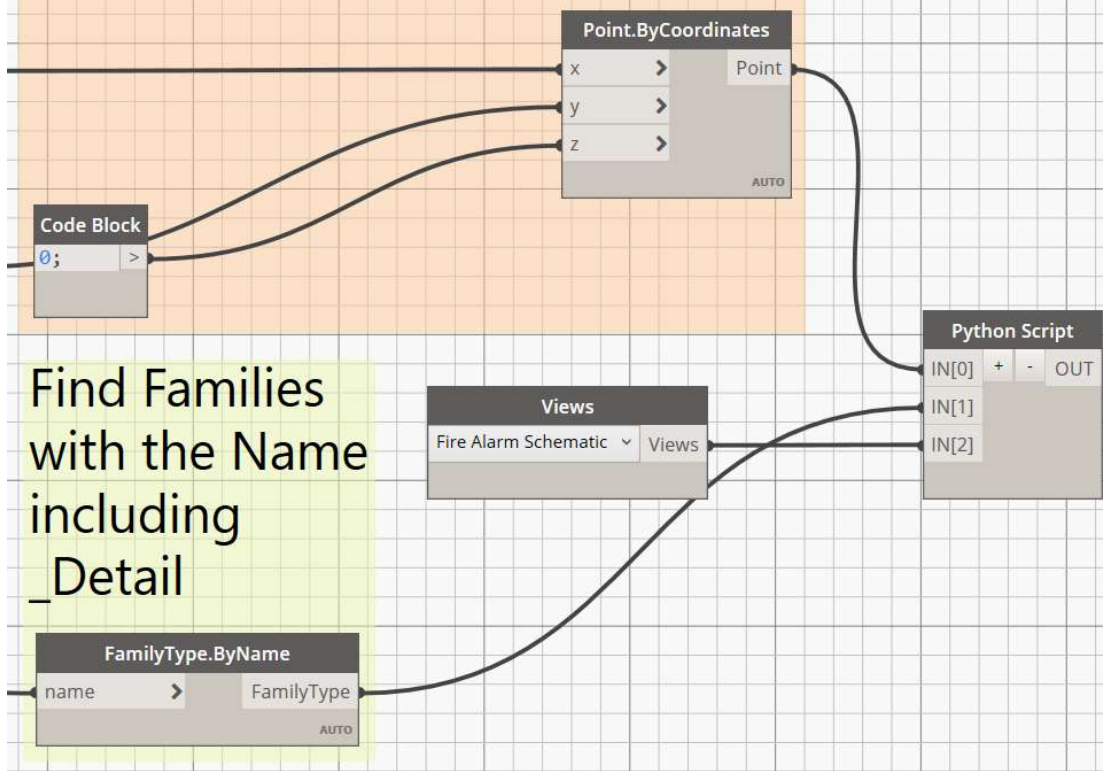 Point.ByCoordinates
x > Point
y >
z >
AUTO
Code Block
0; >
Python Script
IN[0] + - OUT
IN[1]
IN[2]
Find Families
with the Name
including
_Detail
Views
Fire Alarm Schematic Views
FamilyType.ByName
name > FamilyType
AUTO